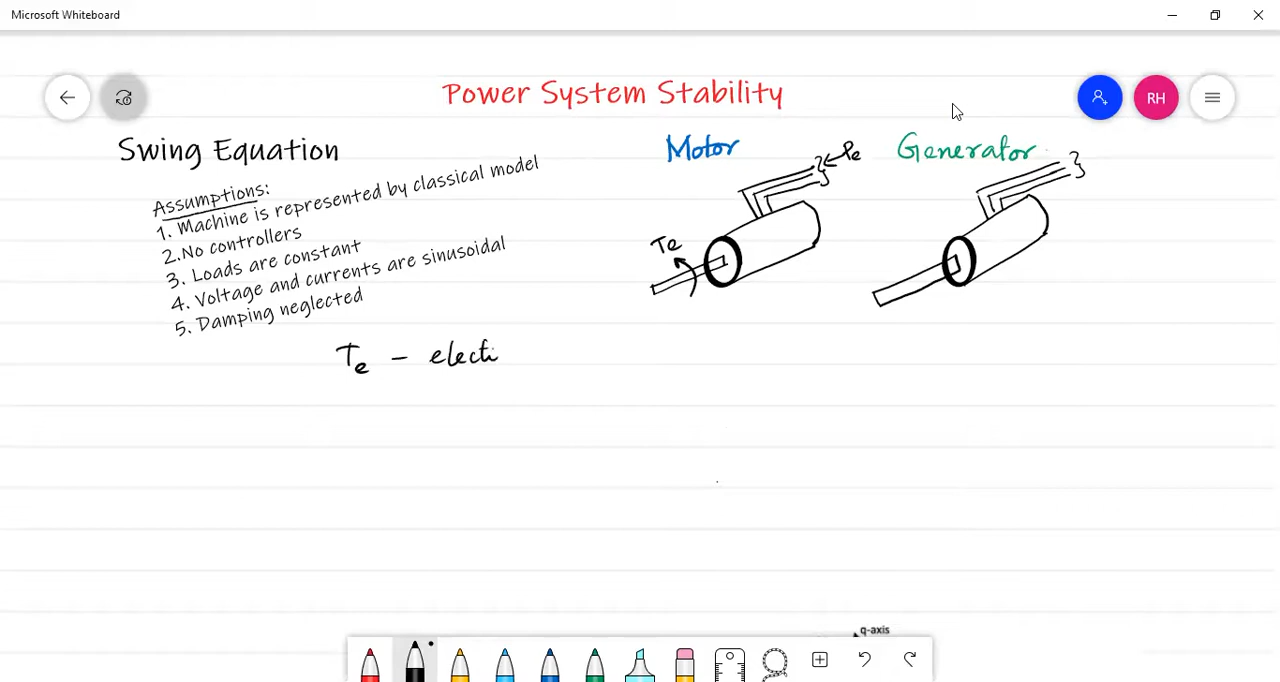 Microsoft Whiteboard
Power System Stability
RH
Swing Equation
Assumptions:
1. Machine is represented by classical model
2.No controllers
3. Loads are constant
4. Voltage and currents are sinusoidal
5. Damping neglected
Motor
Pe
Te
Generator
Te - electi
q-axis